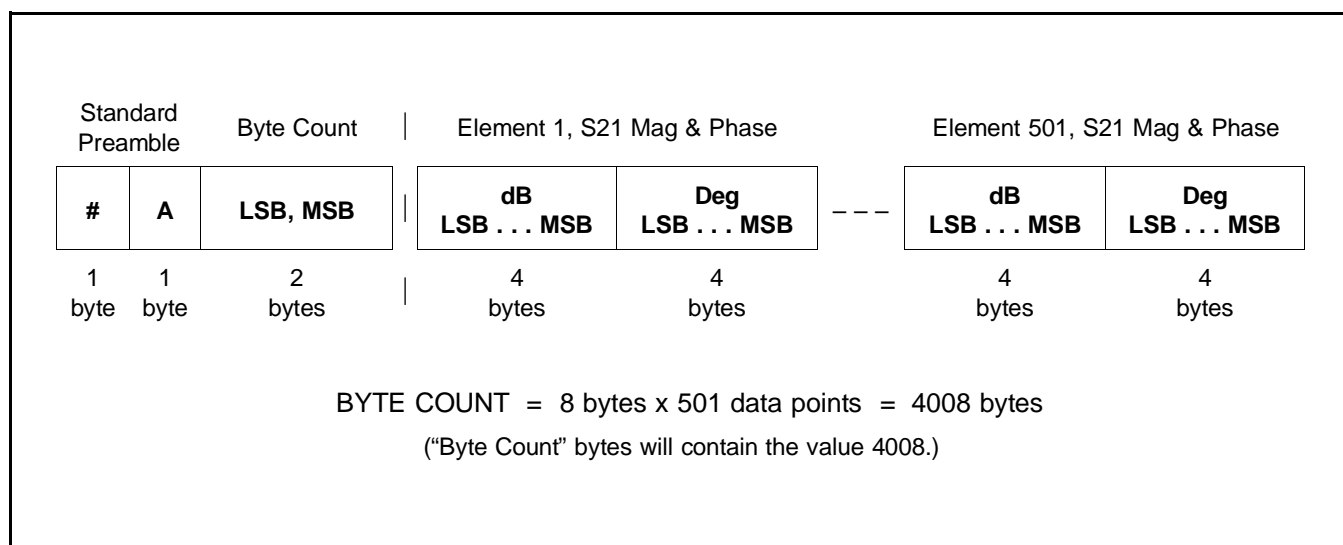 Standard
Preamble
Byte Count
Element 1, S21 Mag & Phase
Element 501, S21 Mag & Phase
#
A
LSB, MSB
dB
LSB . . . MSB
Deg
LSB . . . MSB
– – –
dB
LSB . . . MSB
Deg
LSB . . . MSB
1
byte
1
byte
2
bytes
4
bytes
4
bytes
4
bytes
4
bytes
BYTE COUNT = 8 bytes x 501 data points = 4008 bytes
(“Byte Count” bytes will contain the value 4008.)